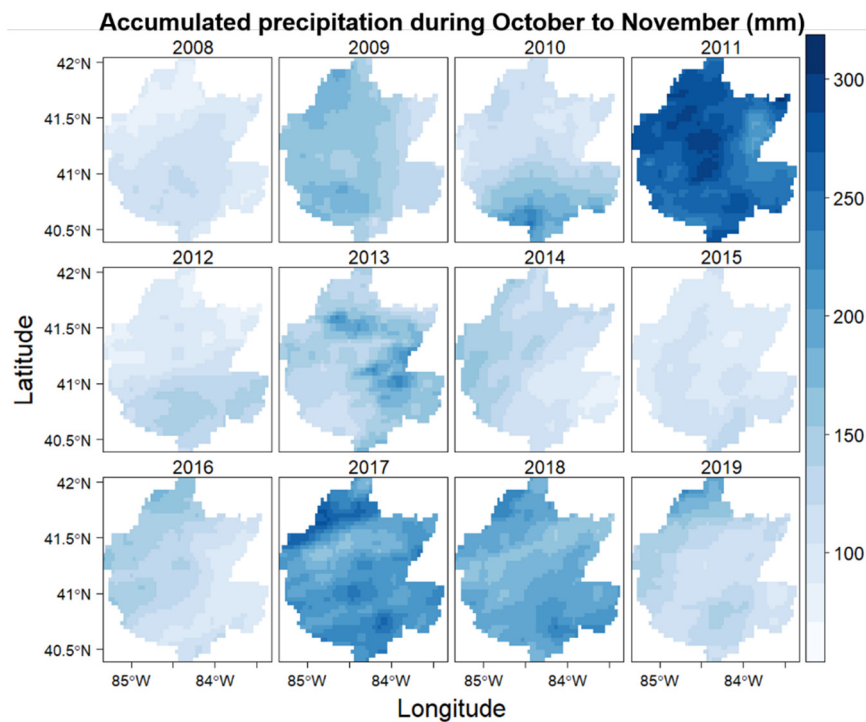 Accumulated precipitation during October to November (mm)
2008 2009 2010 2011
42°N
41.5°N
41°N
40.5°N
300
250
200
150
100
2012 2013 2014 2015
42°N
41.5°N
41°N
40.5°N
Latitude
2016 2017 2018 2019
42°N
41.5°N
41°N
40.5°N
85°W 84°W 85°W 84°W 85°W 84°W 85°W 84°W
Longitude